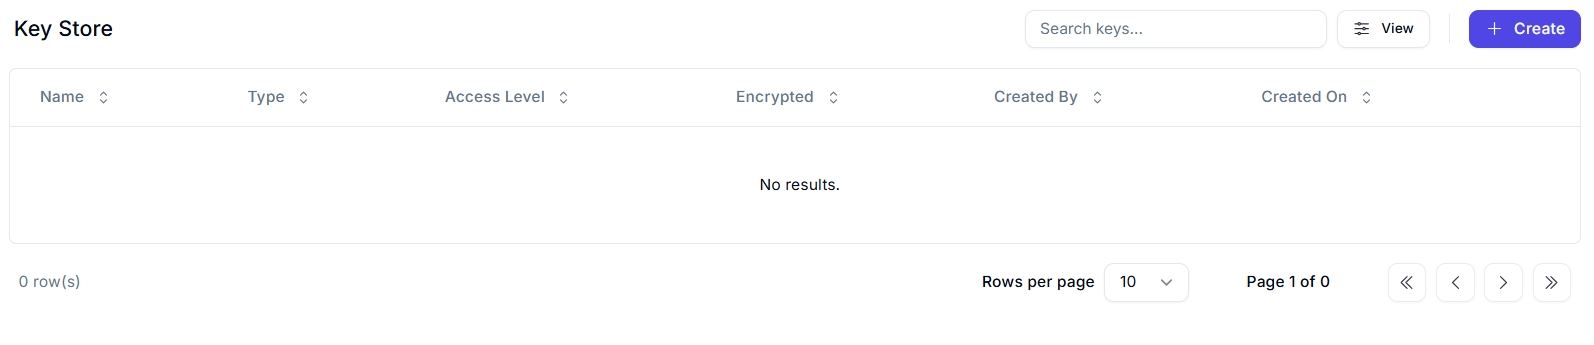 Key Store
Search keys...
View
Create
Name
Type
Access Level
Encrypted
Created By
Created On
No results.
0 row(s)
Rows per page
10
Page 1 of 0